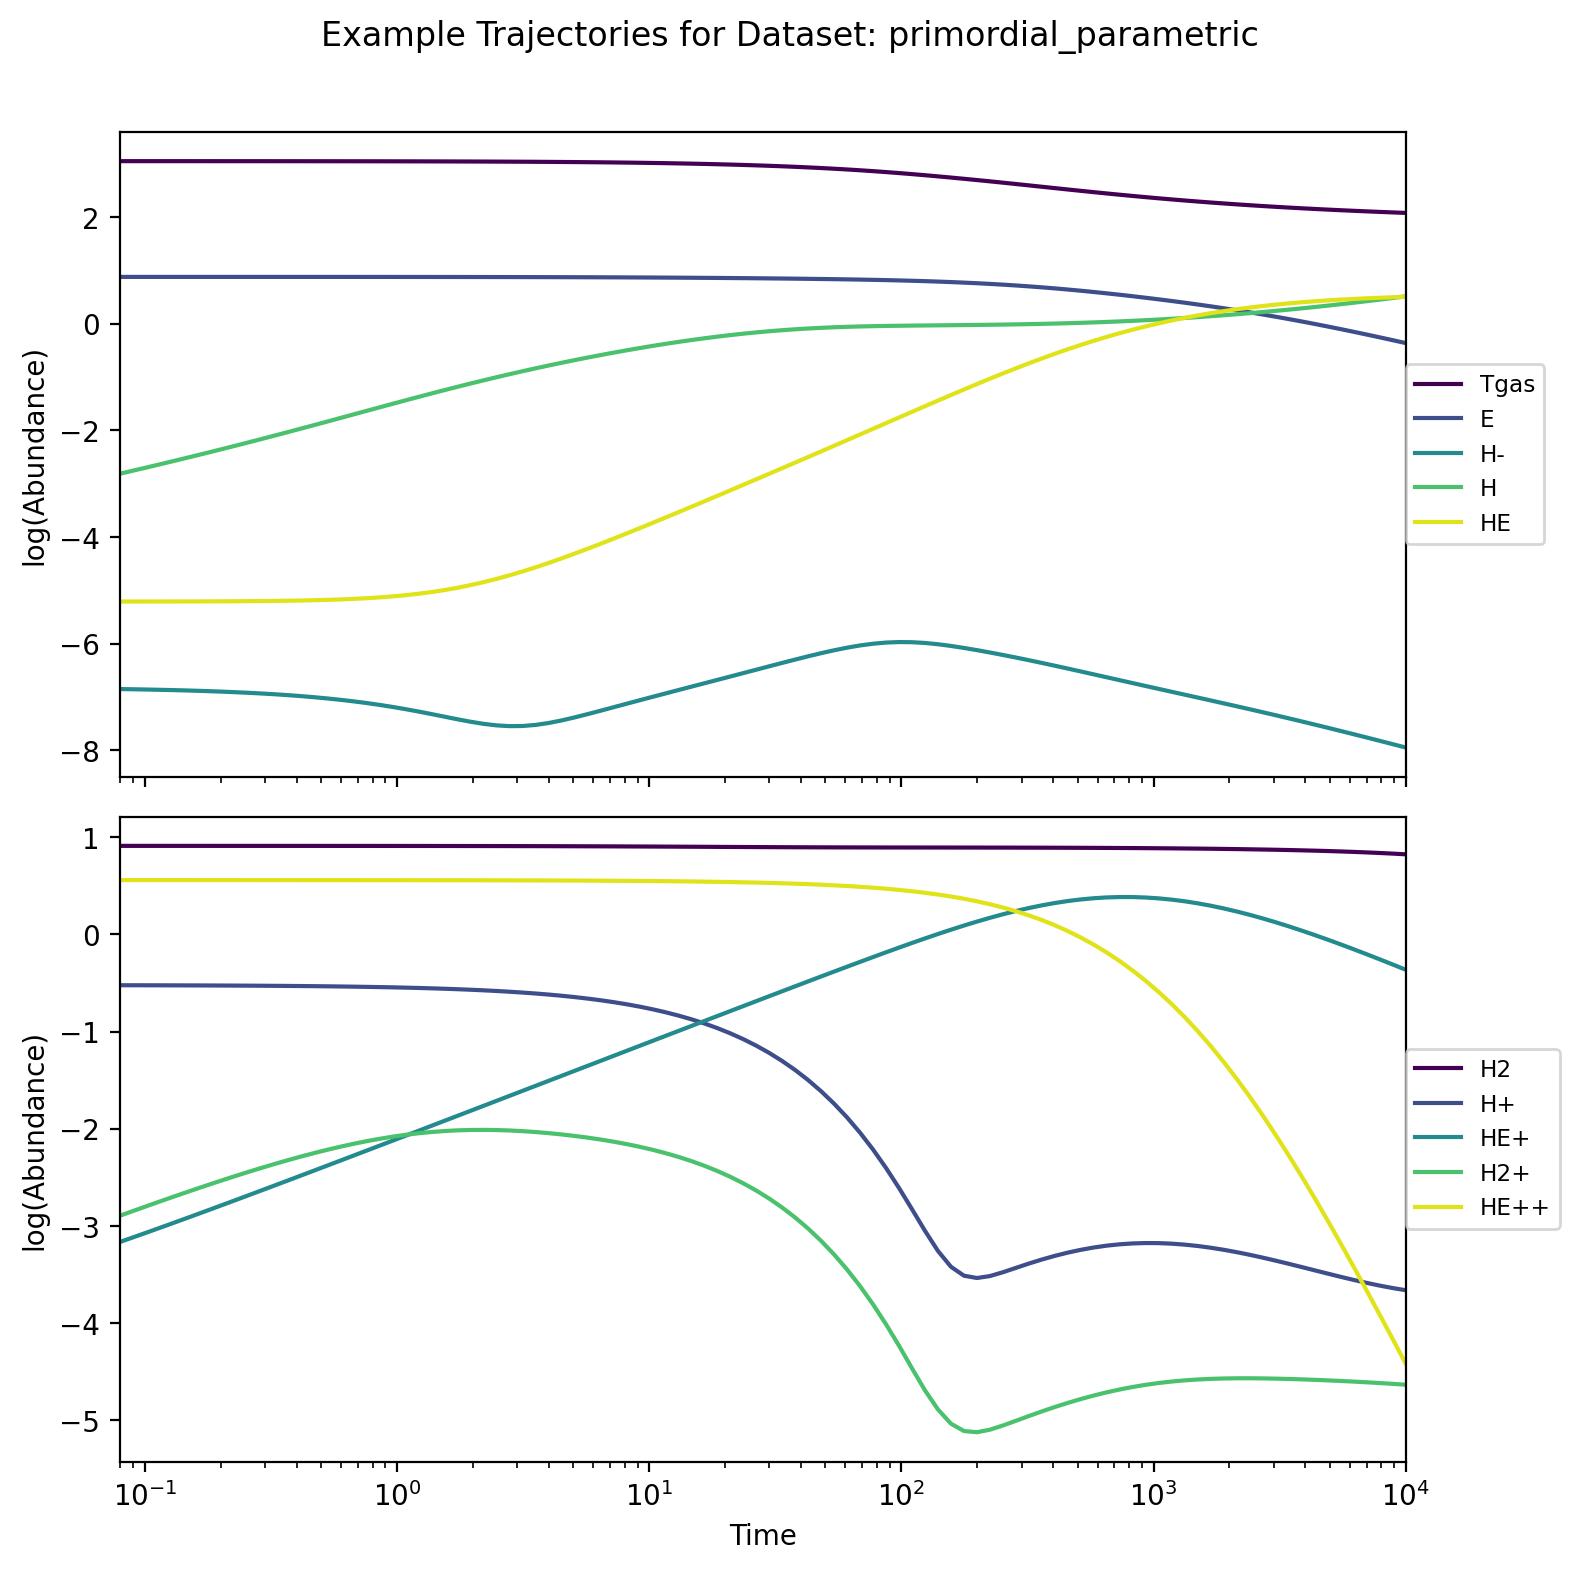 Example Trajectories for Dataset: primordial_parametric
log(Abundance)
2
0
−2
−4
−6
−8
Tgas
E
H-
H
HE
log(Abundance)
1
0
−1
−2
−3
−4
−5
H2
H+
HE+
H2+
HE++
10⁻¹ 10⁰ 10¹ 10² 10³ 10⁴
Time